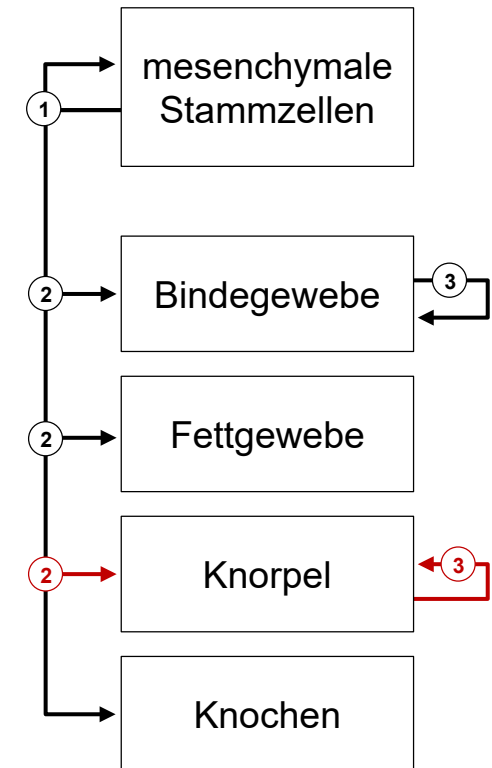 mesenchymale
Stammzellen
1
2
Bindegewebe
3
2
Fettgewebe
2
Knorpel
3
Knochen